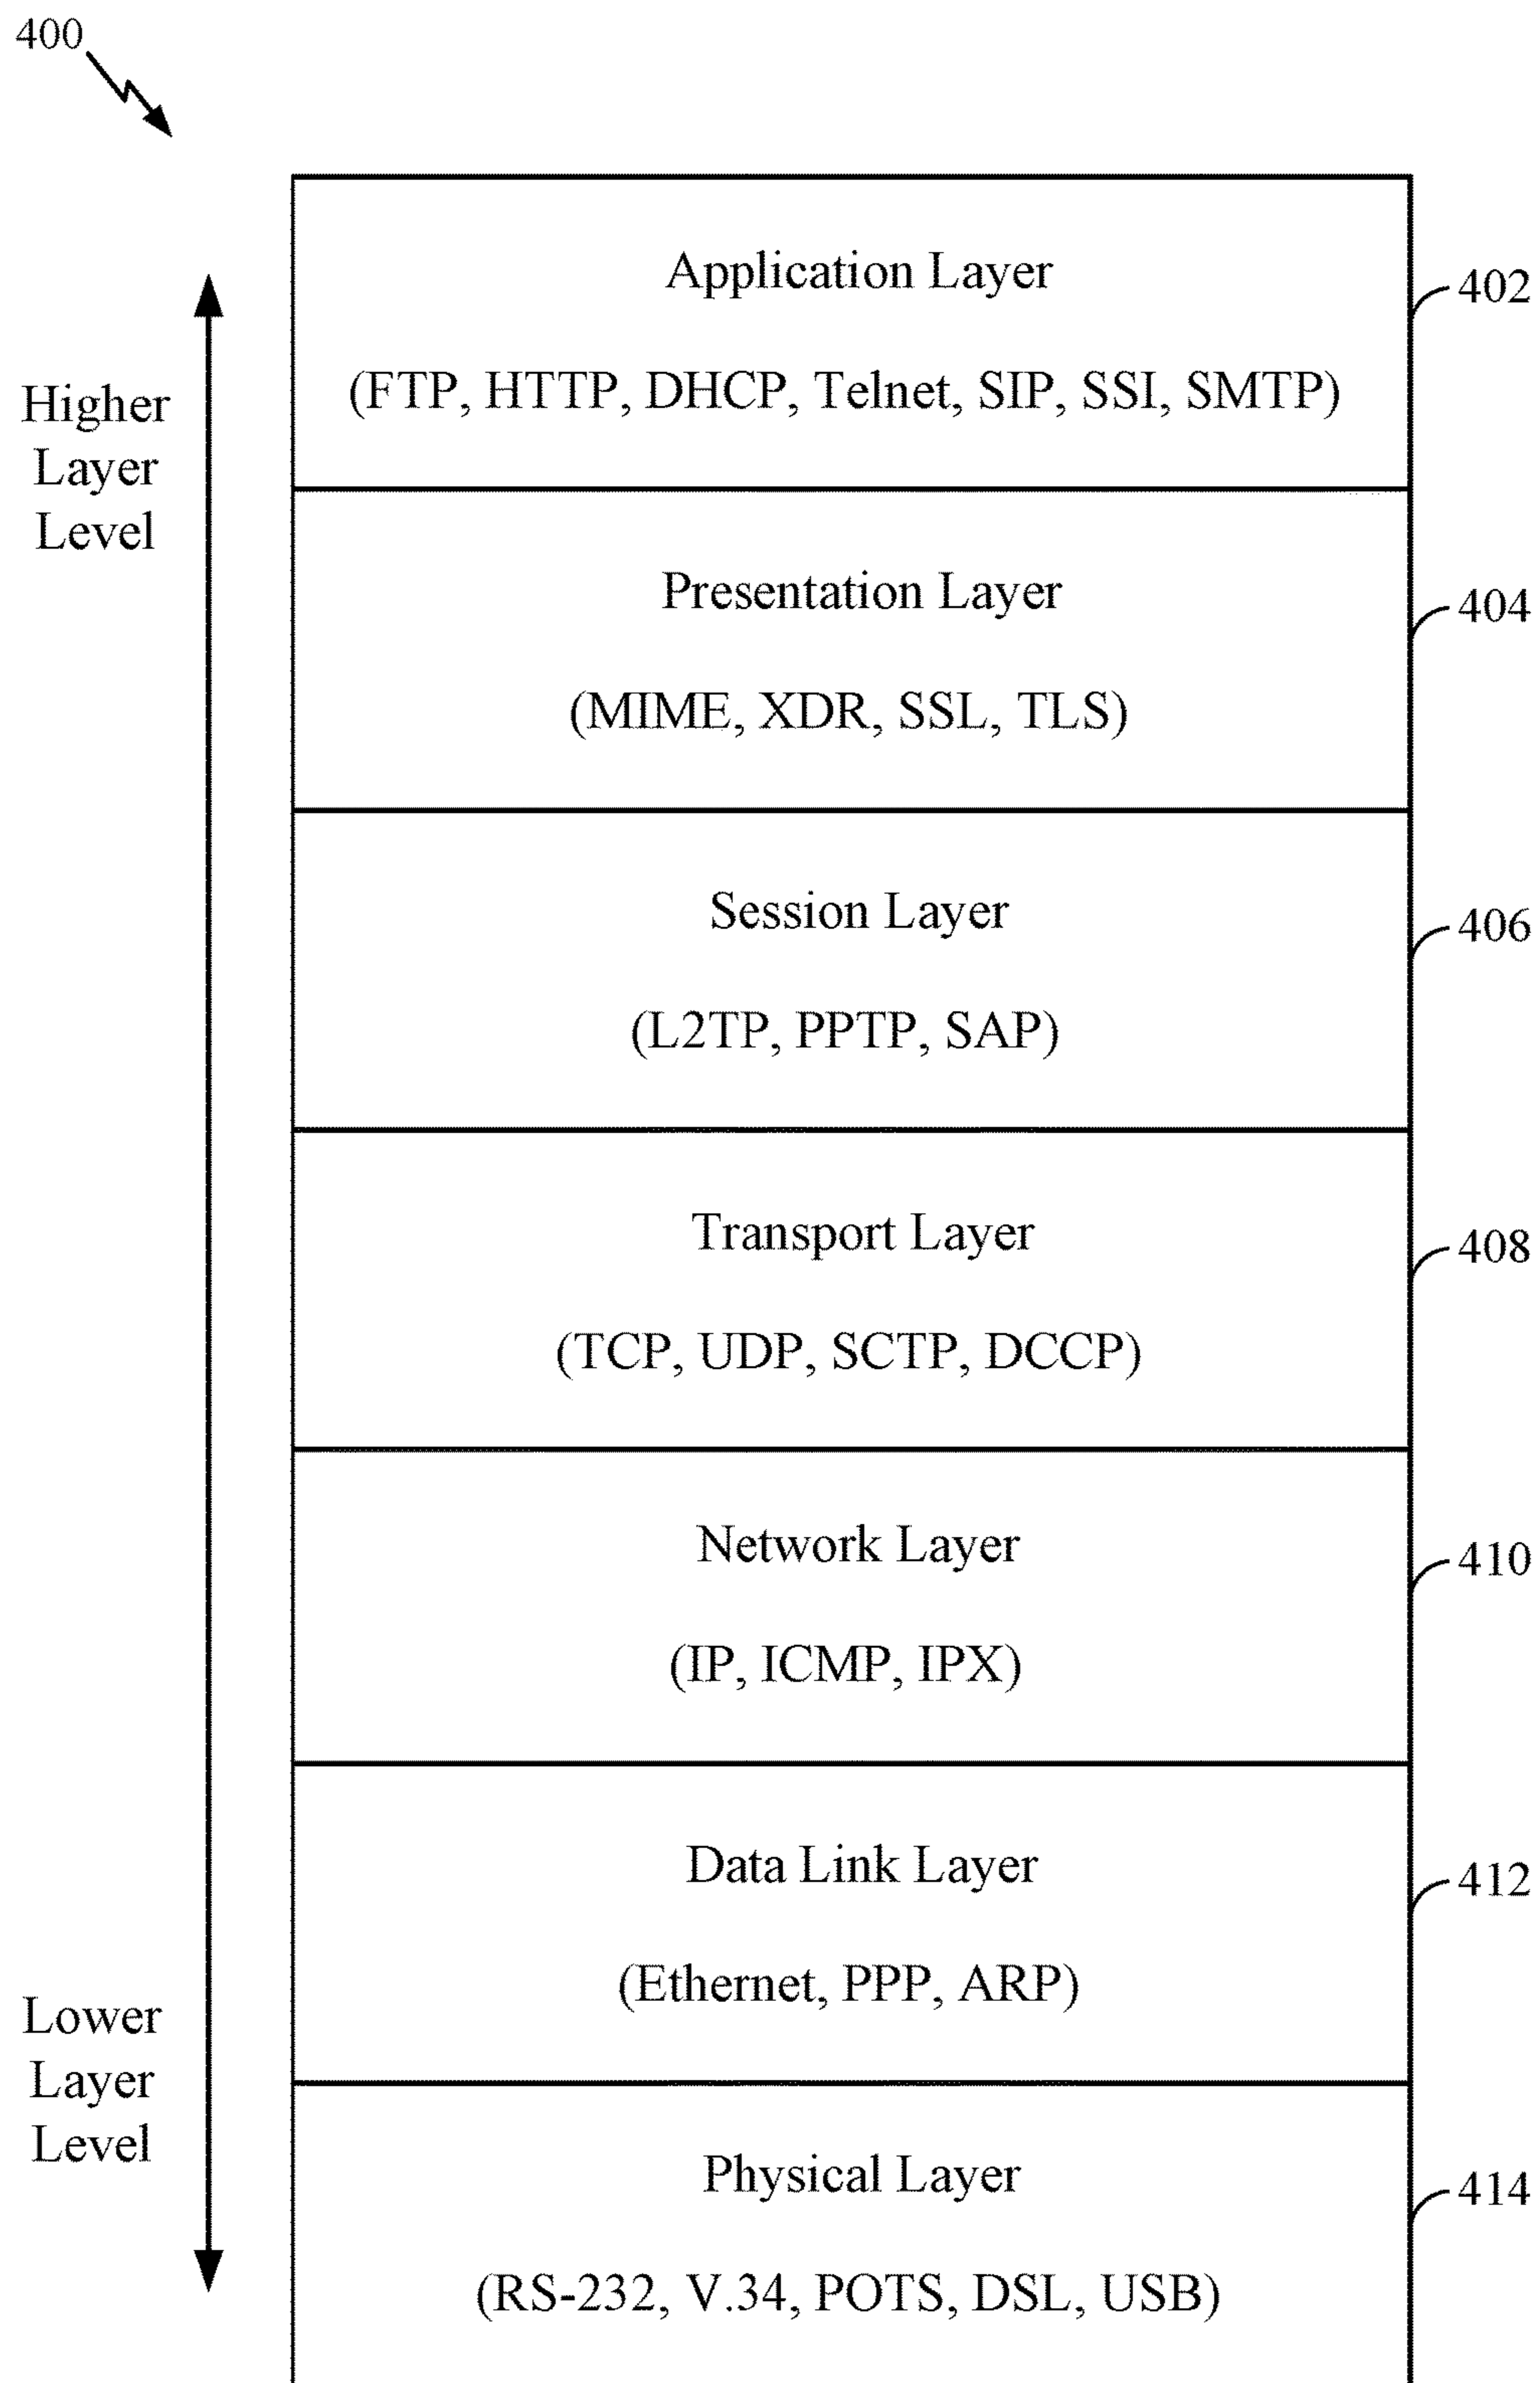 400
Application Layer
402
(FTP, HTTP, DHCP, Telnet, SIP, SSI, SMTP)
Higher
Layer
Level
Presentation Layer
404
(MIME, XDR, SSL, TLS)
Session Layer
406
(L2TP, PPTP, SAP)
Transport Layer
408
(TCP, UDP, SCTP, DCCP)
Network Layer
410
(IP, ICMP, IPX)
Data Link Layer
412
(Ethernet, PPP, ARP)
Lower
Layer
Level
Physical Layer
414
(RS-232, V.34, POTS, DSL, USB)